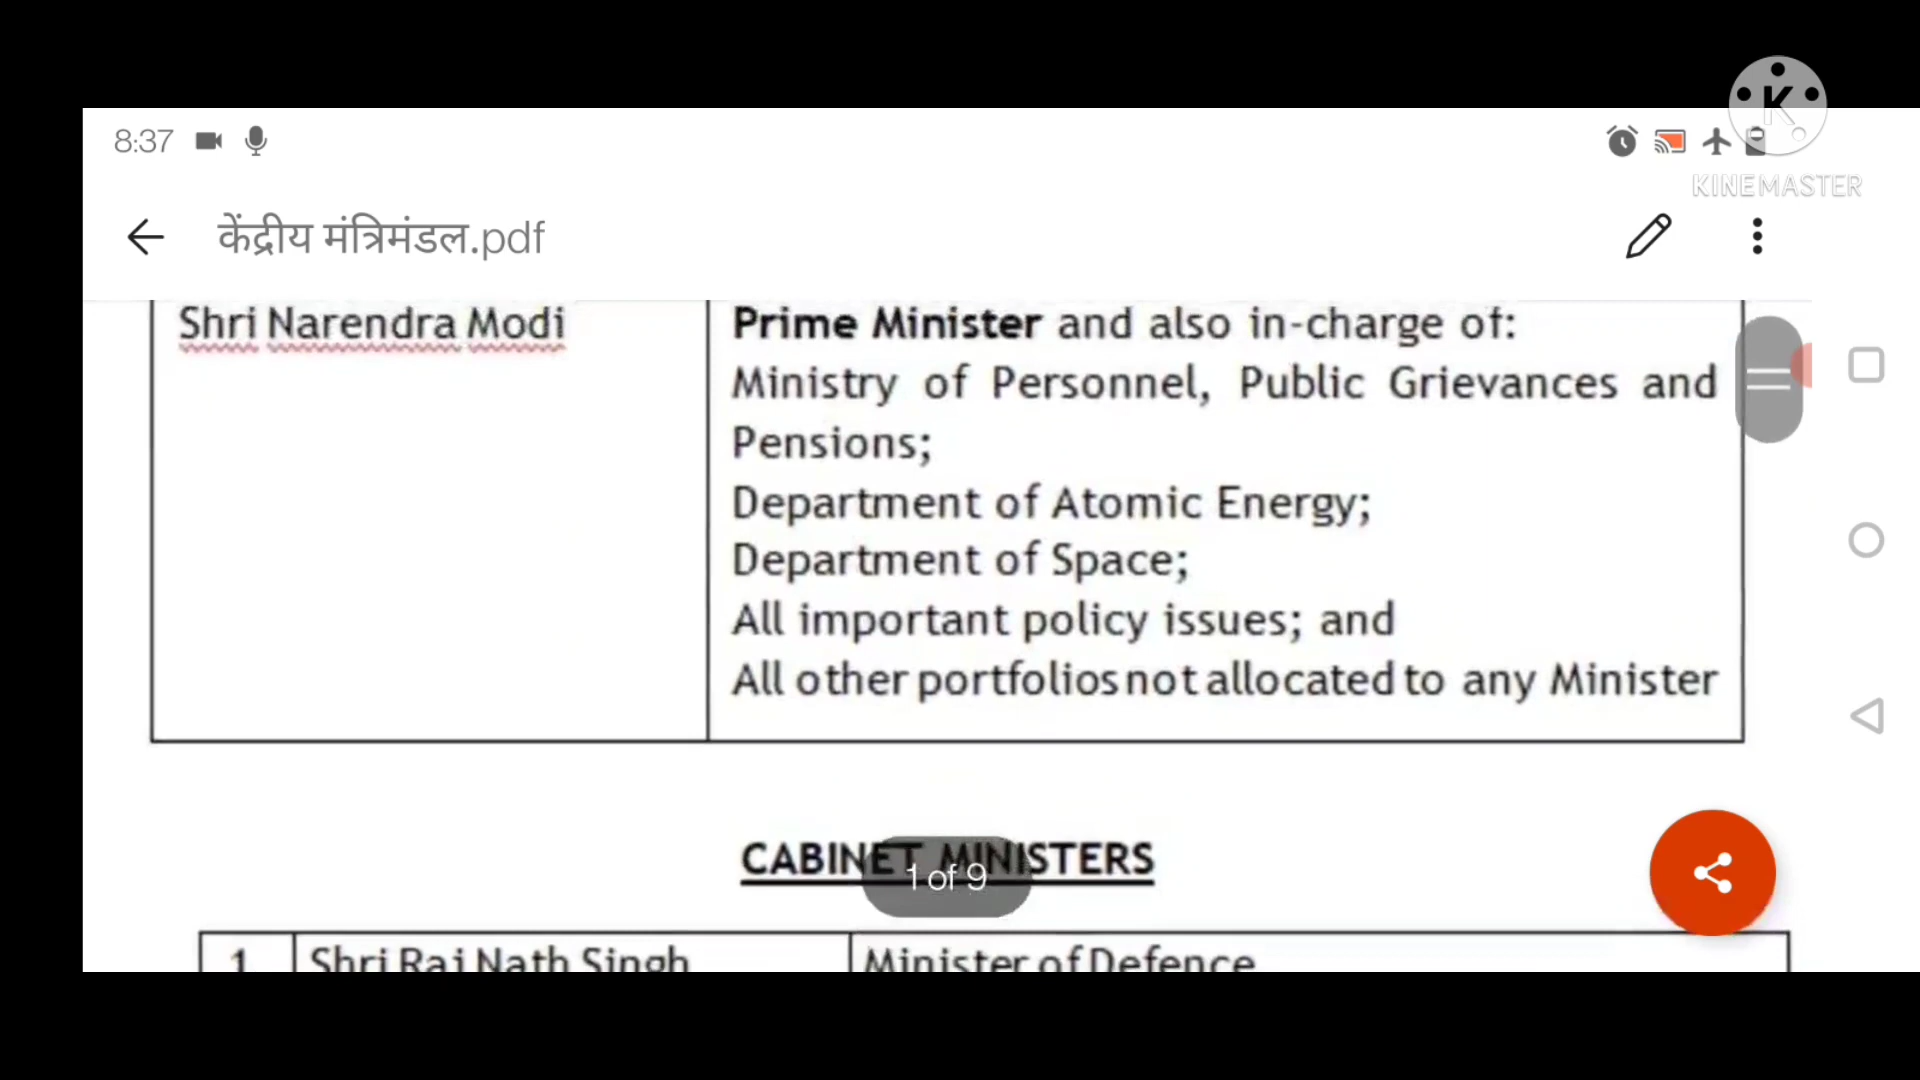 8:37
K
KINEMASTER
केंद्रीय मंत्रिमंडल.pdf
Shri Narendra Modi
Prime Minister and also in-charge of:
Ministry of Personnel, Public Grievances and
Pensions;
Department of Atomic Energy;
Department of Space;
All important policy issues; and
All other portfolios not allocated to any Minister
CABINET MINISTERS
1 of 9
1 Shri Raj Nath Singh Minister of Defence